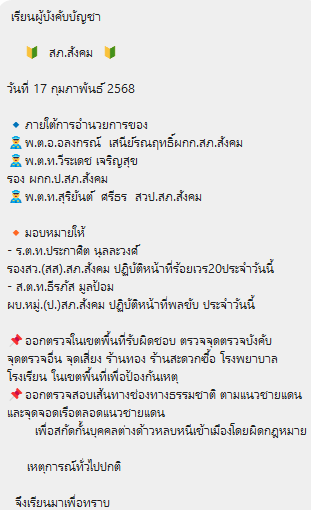 เรียนผู้บังคับบัญชา
🔰 สภ.สังคม 🔰
วันที่ 17 กุมภาพันธ์ 2568
🔹 ภายใต้การอำนวยการของ
👮‍♂️พ.ต.อ.อลงกรณ์ เสนีย์รณฤทธิ์ผกก.สภ.สังคม
👮‍♂️พ.ต.ท.วีระเดช เจริญสุข
รอง ผกก.ป.สภ.สังคม
👮‍♂️พ.ต.ท.สุริยันต์ ศรีธร สวป.สภ.สังคม
🔸มอบหมายให้
- ร.ต.ท.ประกาศิต นุลละวงศ์
รองสว.(สส).สภ.สังคม ปฏิบัติหน้าที่ร้อยเวร20ประจำวันนี้
- ส.ต.ท.ธีรภัส มูลป้อม
ผบ.หมู่.(ป.)สภ.สังคม ปฏิบัติหน้าที่พลขับ ประจำวันนี้
📌ออกตรวจในเขตพื้นที่รับผิดชอบ ตรวจจุดตรวจบังคับ
จุดตรวจอื่น จุดเสี่ยง ร้านทอง ร้านสะดวกซื้อ โรงพยาบาล
โรงเรียน ในเขตพื้นที่เพื่อป้องกันเหตุ
📌ออกตรวจสอบเส้นทางช่องทางธรรมชาติ ตามแนวชายแดน
และจุดจอดเรือตลอดแนวชายแดน
เพื่อสกัดกั้นบุคคลต่างด้าวหลบหนีเข้าเมืองโดยผิดกฎหมาย
เหตุการณ์ทั่วไปปกติ
จึงเรียนมาเพื่อทราบ